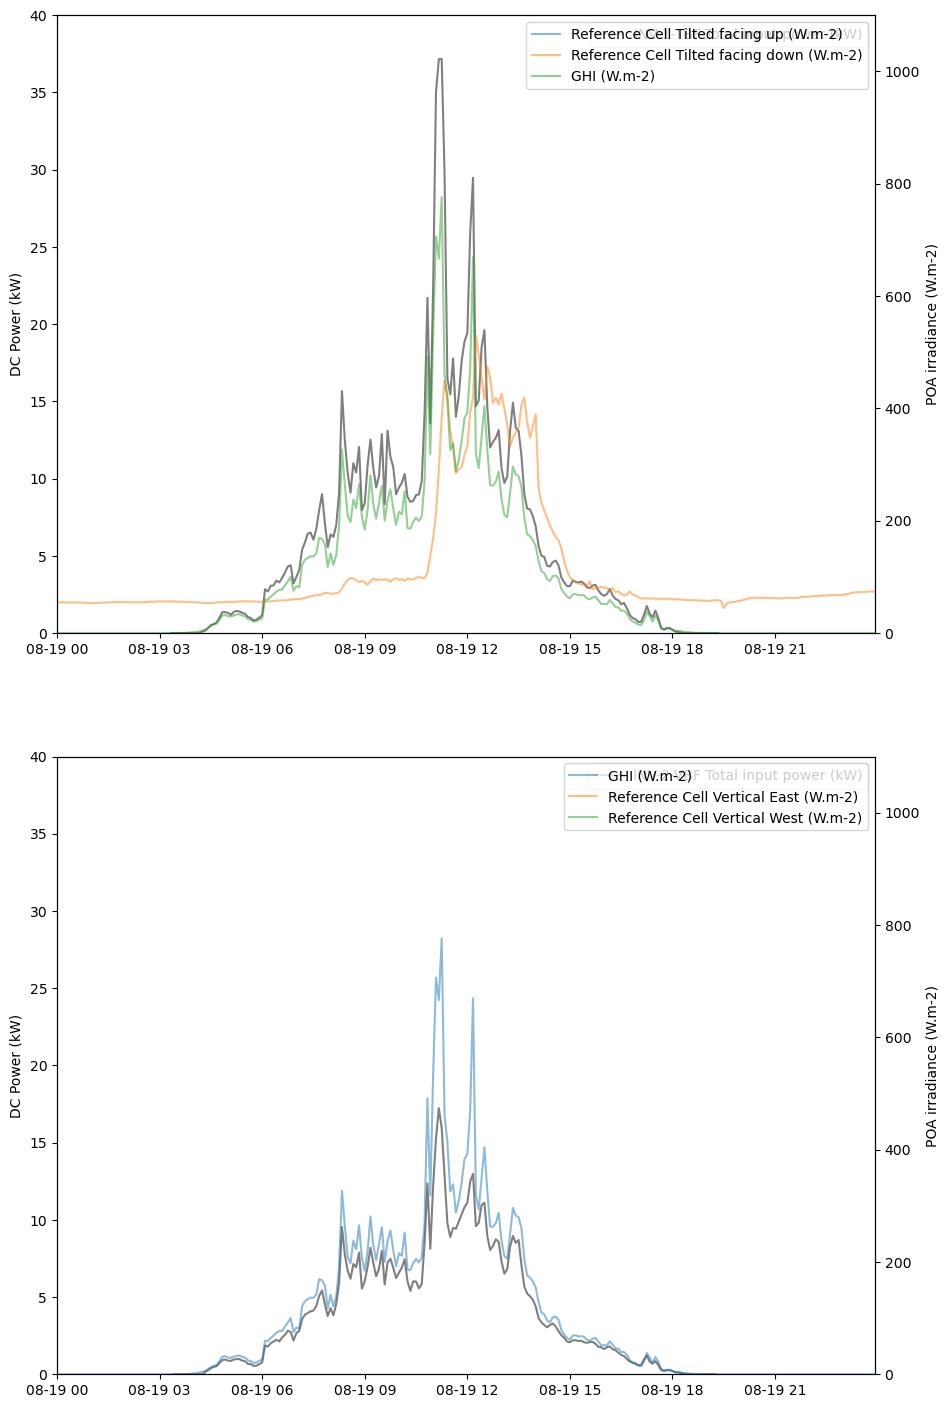 40
35
30
25
20
15
10
5
0
DC Power (kW)
Reference Cell Tilted facing up (W.m-2)
Reference Cell Tilted facing down (W.m-2)
GHI (W.m-2)
1000
800
600
400
200
0
POA irradiance (W.m-2)
08-19 00 08-19 03 08-19 06 08-19 09 08-19 12 08-19 15 08-19 18 08-19 21
40
35
30
25
20
15
10
5
0
DC Power (kW)
Total input power (kW)
GHI (W.m-2)
Reference Cell Vertical East (W.m-2)
Reference Cell Vertical West (W.m-2)
1000
800
600
400
200
0
POA irradiance (W.m-2)
08-19 00 08-19 03 08-19 06 08-19 09 08-19 12 08-19 15 08-19 18 08-19 21